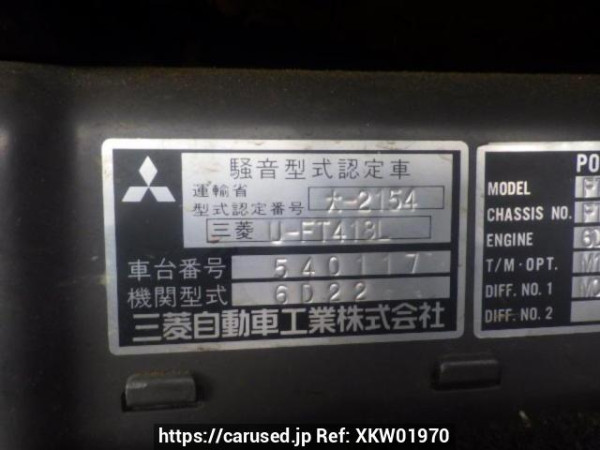 騒音型式認定車
運輸省
型式認定番号 大-2154
三菱 U-FT413L
車台番号 540117
機関型式 6D22
三菱自動車工業株式会社
PO
MODEL
CHASSIS NO.
ENGINE 6D
T/M・OPT.
DIFF. NO. 1
DIFF. NO. 2
https://carused.jp Ref: XKW01970